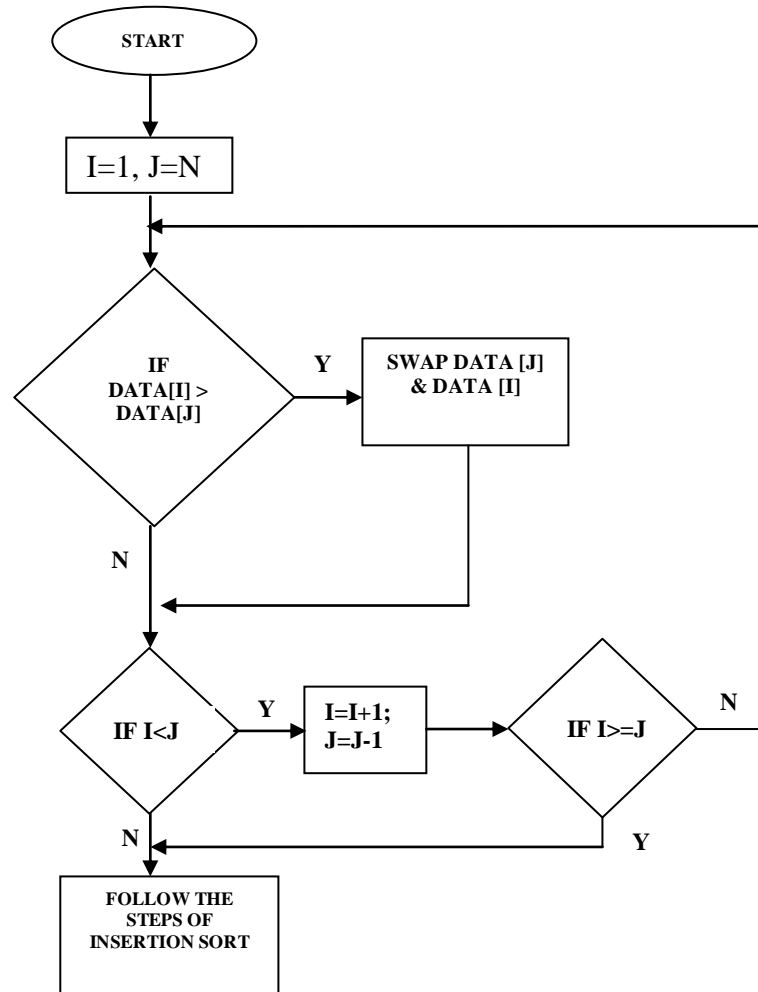 START
I=1, J=N
IF
DATA[I] >
DATA[J]
Y
SWAP DATA [J]
& DATA [I]
N
IF I<J
Y
I=I+1;
J=J-1
IF I>=J
N
N
Y
FOLLOW THE
STEPS OF
INSERTION SORT